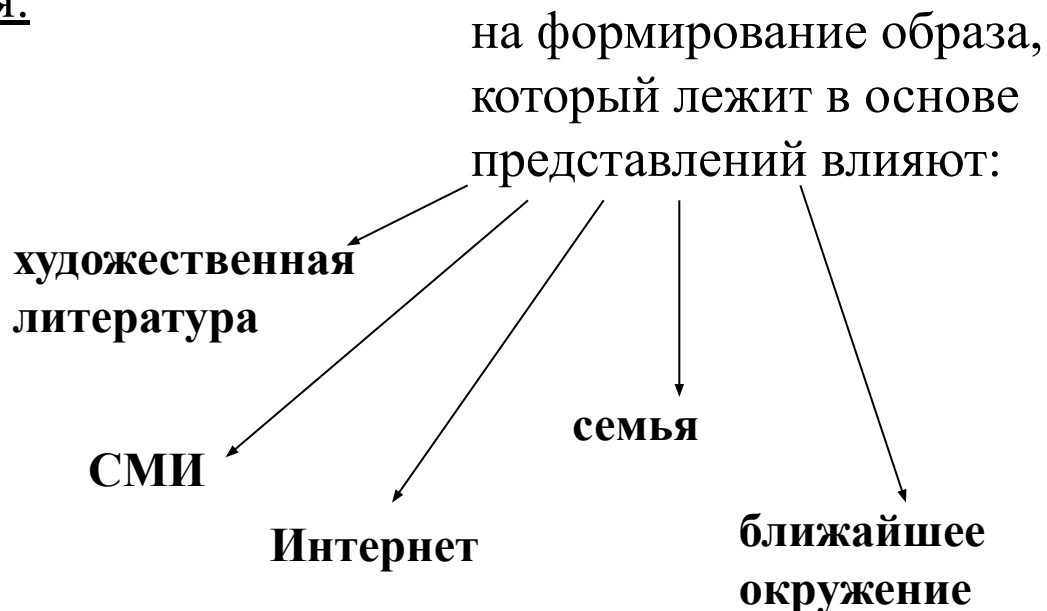 я.
на формирование образа,
который лежит в основе
представлений влияют:
художественная
литература
семья
СМИ
Интернет
ближайшее
окружение